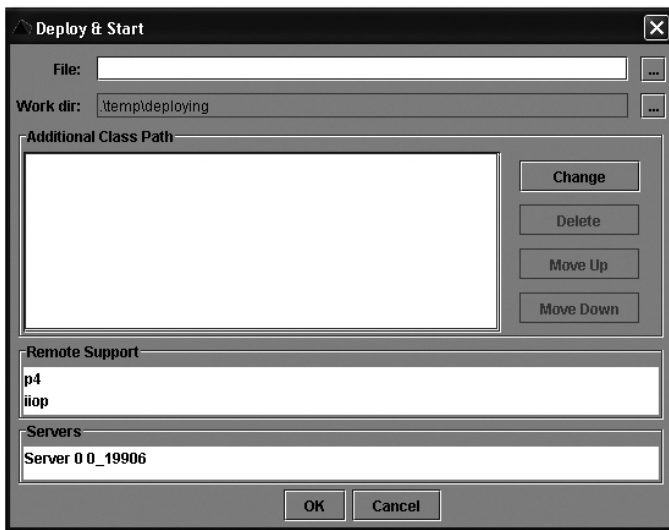 Deploy & Start
File:
...
Work dir: .\temp\deploying
...
Additional Class Path
Change
Delete
Move Up
Move Down
Remote Support
p4
iiop
Servers
Server 0 0_19906
OK
Cancel